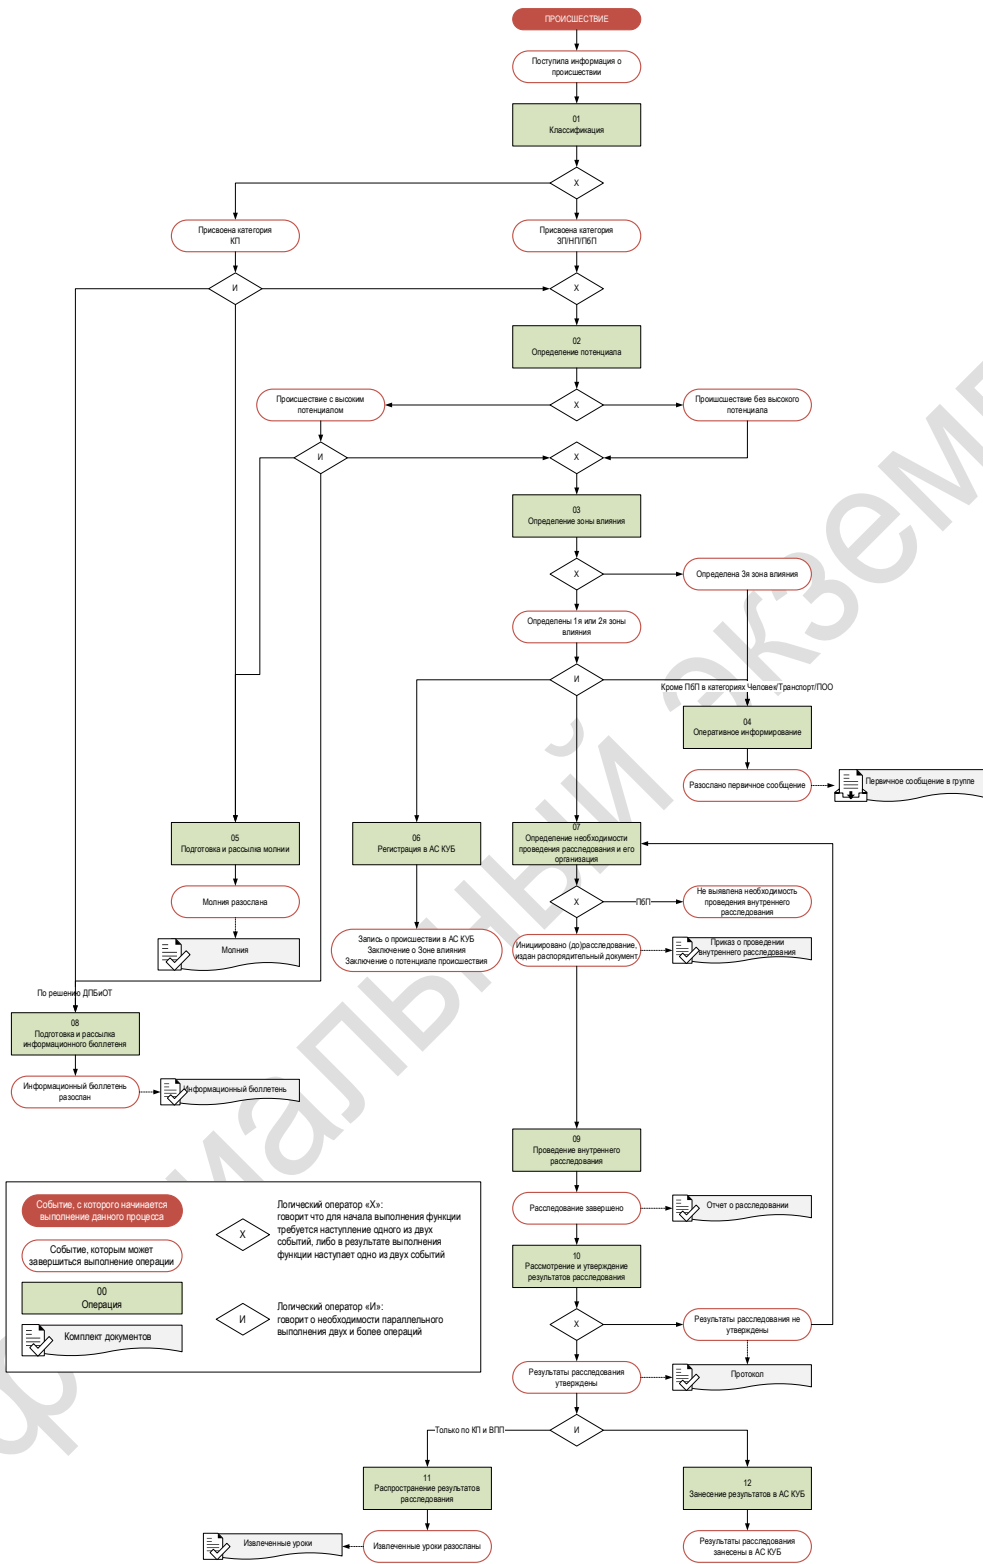 ПРОИСШЕСТВИЕ
Поступила информация о
происшествии
01
Классификация
X
Присвоена категория
КП
Присвоена категория
ЗП/НП/ПбП
И
X
02
Определение потенциала
Происшествие с высоким
потенциалом
X
Происшествие без высокого
потенциала
И
X
03
Определение зоны влияния
X
Определена 3я зона влияния
Определены 1я или 2я зоны
влияния
И
Кроме ПбП в категориях Человек/Транспорт/ПОО
04
Оперативное информирование
Разослано первичное сообщение
Первичное сообщение в группе
05
Подготовка и рассылка молнии
06
Регистрация в АС КУБ
07
Определение необходимости
проведения расследования и его
организация
Молния разослана
X
ПбП
Не выявлена необходимость
проведения внутреннего
расследования
Молния
Запись о происшествии в АС КУБ
Заключение о Зоне влияния
Заключение о потенциале происшествия
Инициировано (до)расследование,
издан распорядительный документ
Приказ о проведении
внутреннего расследования
По решению ДПБиОТ
08
Подготовка и рассылка
информационного бюллетеня
Информационный бюллетень
разослан
Информационный бюллетень
09
Проведение внутреннего
расследования
Расследование завершено
Отчет о расследовании
10
Рассмотрение и утверждение
результатов расследования
X
Результаты расследования не
утверждены
Результаты расследования
утверждены
Протокол
И
Только по КП и ВПП
11
Распространение результатов
расследования
12
Занесение результатов в АС КУБ
Извлеченные уроки
Извлеченные уроки разосланы
Результаты расследования
занесены в АС КУБ
Событие, с которого начинается
выполнение данного процесса
Событие, которым может
завершиться выполнение операции
00
Операция
Комплект документов
X
Логический оператор «X»:
говорит что для начала выполнения функции
требуется наступление одного из двух
событий, либо в результате выполнения
функции наступает одно из двух событий
И
Логический оператор «И»:
говорит о необходимости параллельного
выполнения двух и более операций